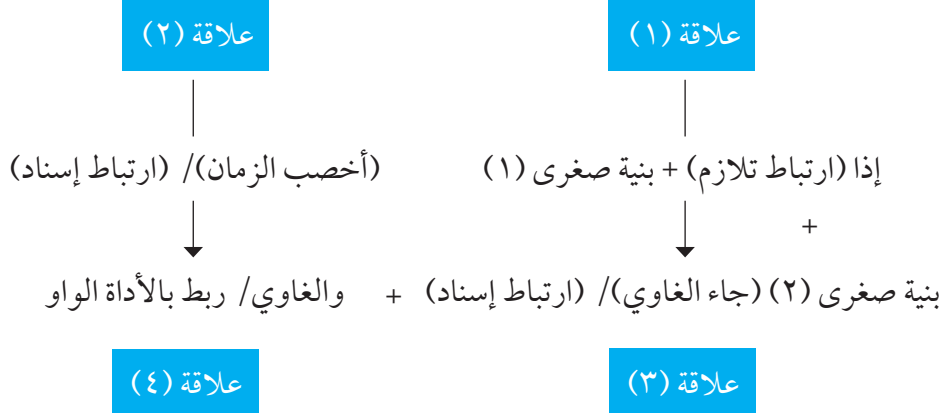 علاقة (١) علاقة (٢)
إذا (ارتباط تلازم) + بنية صغرى (١) (أخصب الزمان)/ (ارتباط إسناد)
+
بنية صغرى (٢) (جاء الغاوي)/ (ارتباط إسناد) + والغاوي/ ربط بالأداة الواو
علاقة (٣) علاقة (٤)